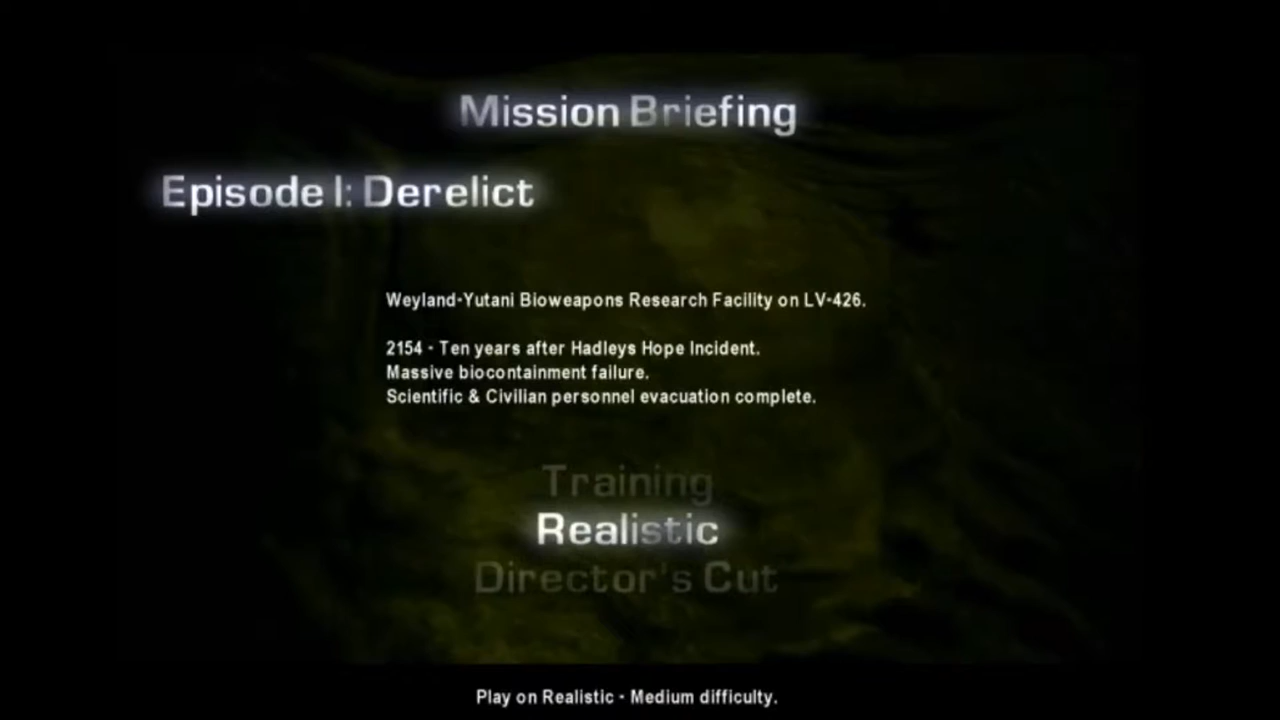 Mission Briefing
Episode I: Derelict
Weyland-Yutani Bioweapons Research Facility on LV-426.
2154 - Ten years after Hadleys Hope Incident.
Massive biocontainment failure.
Scientific & Civilian personnel evacuation complete.
Training
Realistic
Director's Cut
Play on Realistic - Medium difficulty.